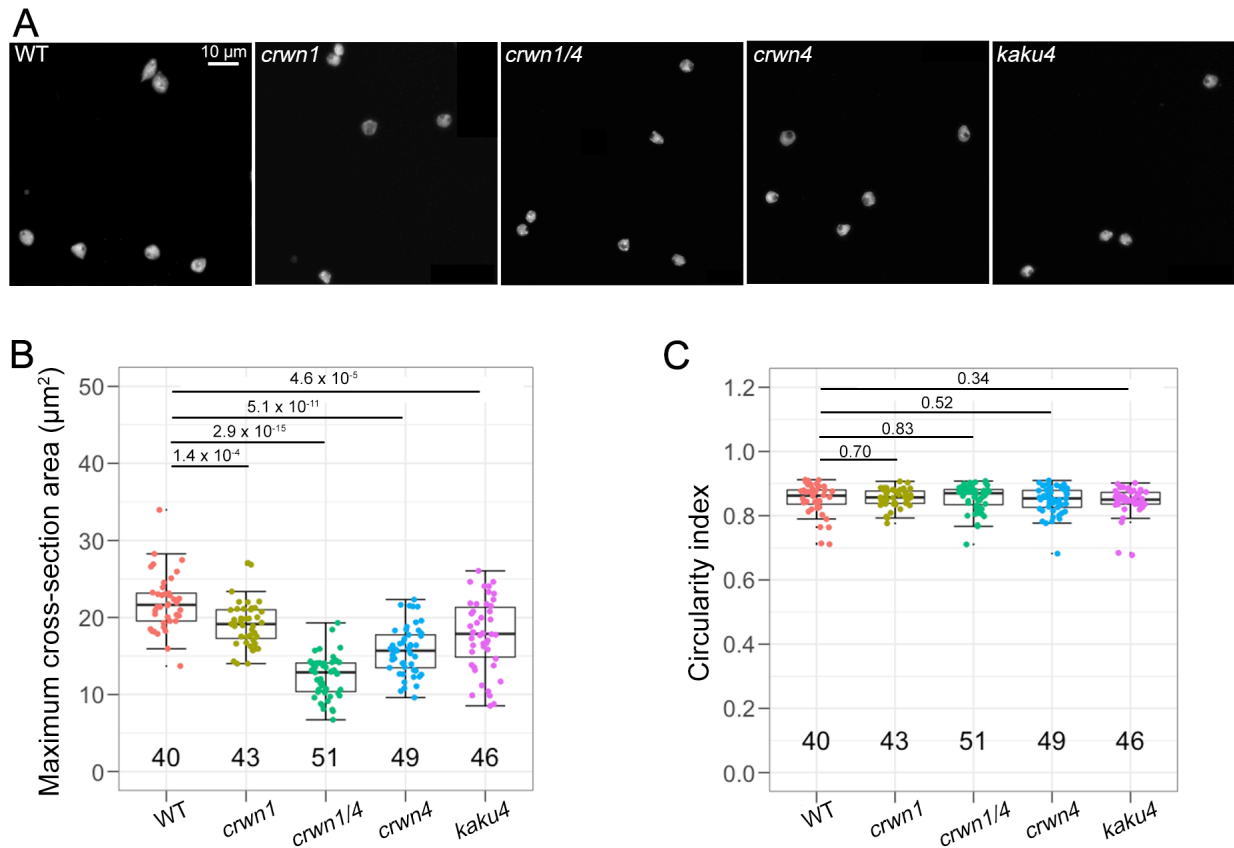 A
WT
10 µm
crwn1
crwn1/4
crwn4
kaku4
B
Maximum cross-section area (µm²)
50
40
30
20
10
0
4.6 x 10⁻⁵
5.1 x 10⁻¹¹
2.9 x 10⁻¹⁵
1.4 x 10⁻⁴
40 43 51 49 46
WT crwn1 crwn1/4 crwn4 kaku4
C
Circularity index
1.2
1.0
0.8
0.6
0.4
0.2
0.0
0.34
0.52
0.83
0.70
40 43 51 49 46
WT crwn1 crwn1/4 crwn4 kaku4